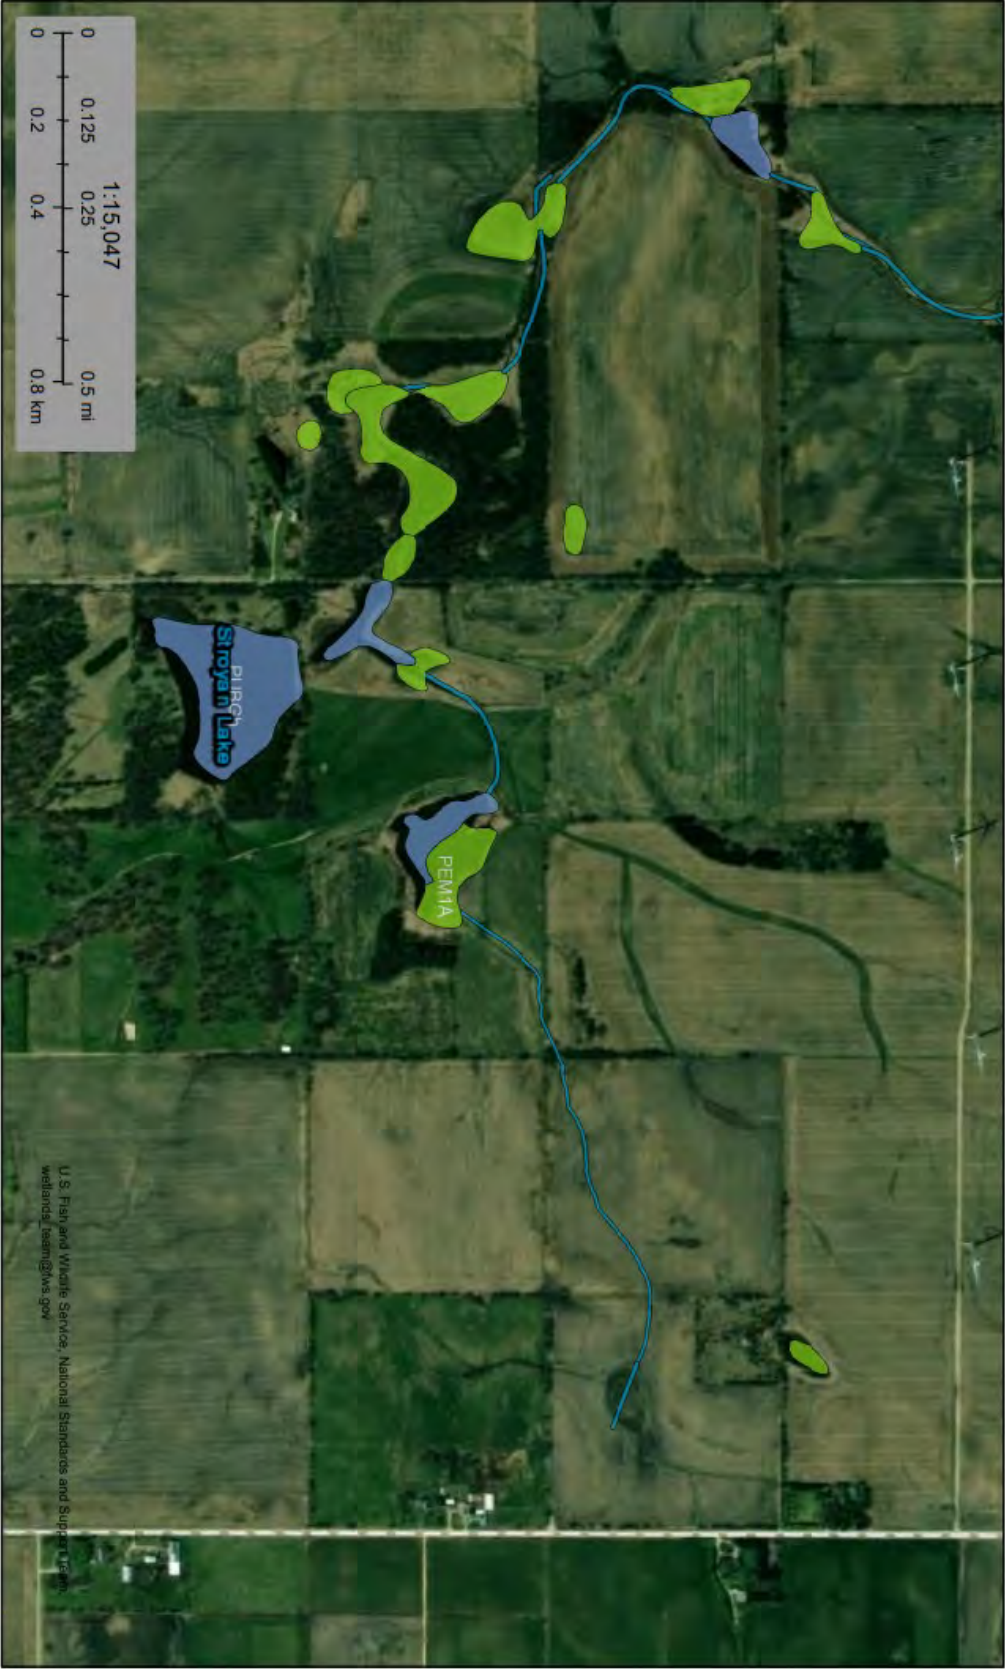 1:15,047
0 0.125 0.25 0.5 mi
0 0.2 0.4 0.8 km
Stroyan Lake
PEM1A
U.S. Fish and Wildlife Service, National Standards and Support Team,
wetlands_team@fws.gov